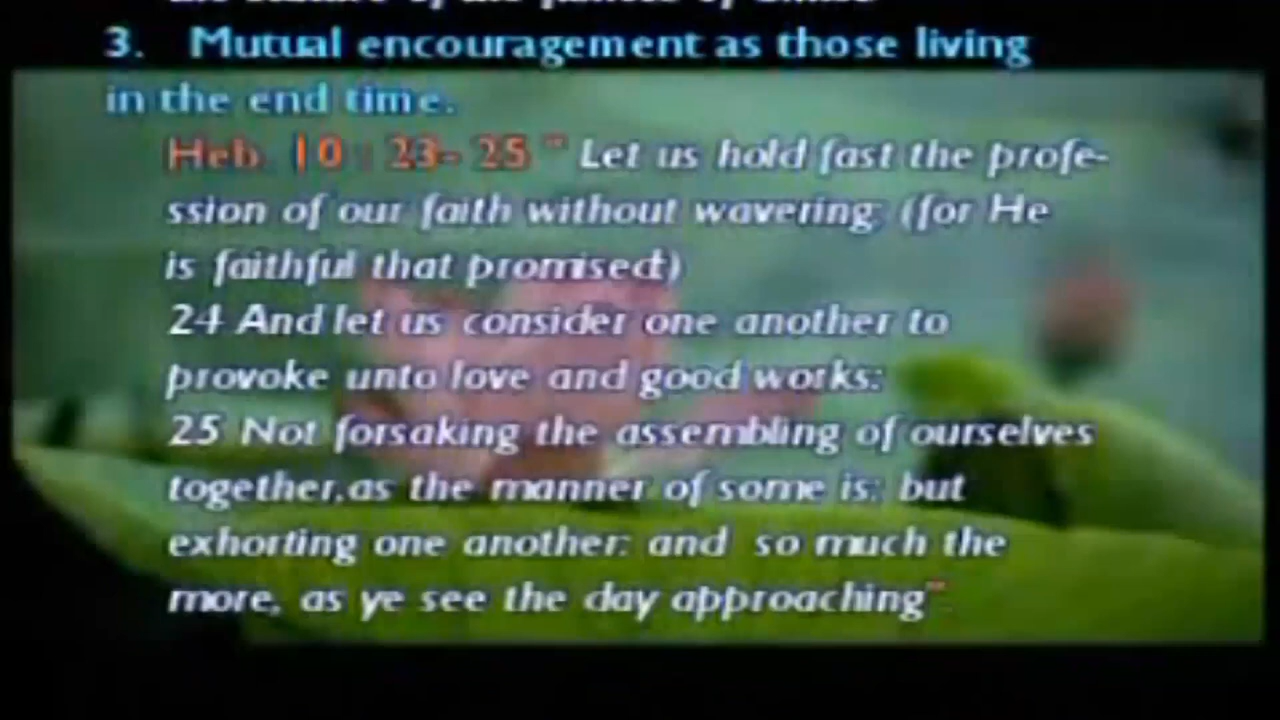 3. Mutual encouragement as those living
in the end time.
Heb. 10 : 23- 25 " Let us hold fast the profe-
ssion of our faith without wavering; (for He
is faithful that promised;)
24 And let us consider one another to
provoke unto love and good works:
25 Not forsaking the assembling of ourselves
together,as the manner of some is; but
exhorting one another: and so much the
more, as ye see the day approaching".